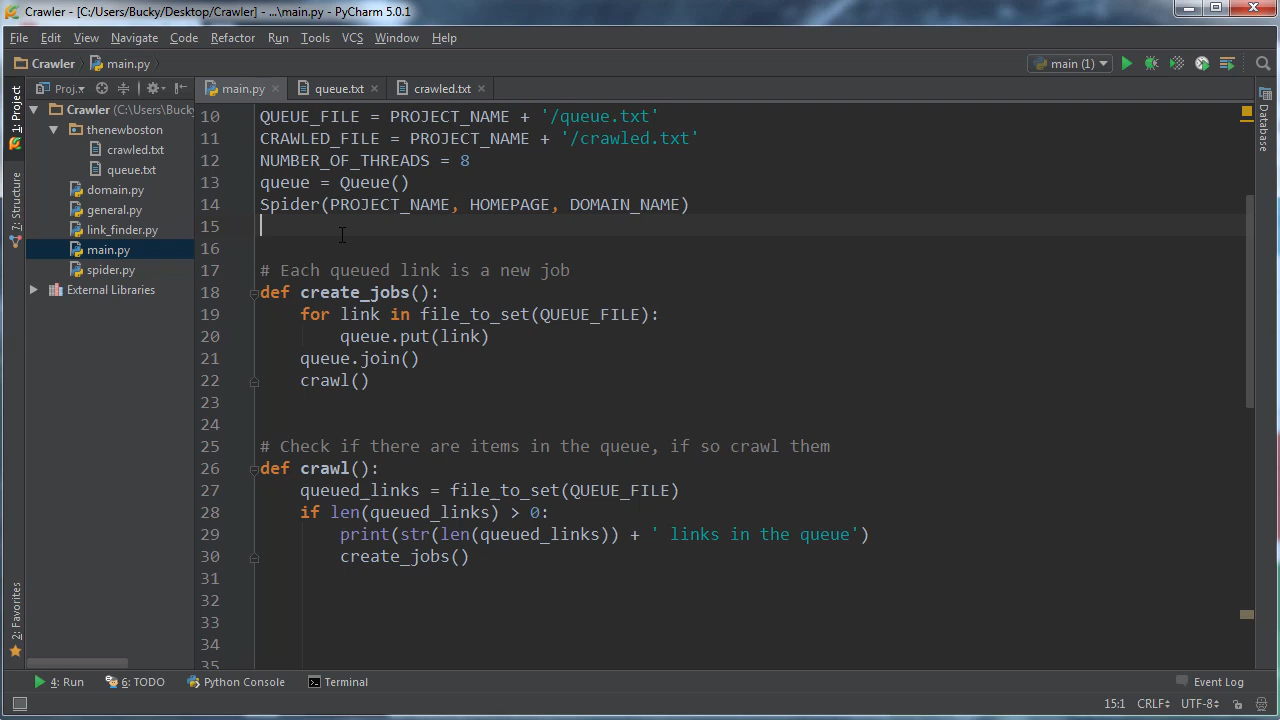 Crawler - [C:/Users/Bucky/Desktop/Crawler] - ...\main.py - PyCharm 5.0.1
File Edit View Navigate Code Refactor Run Tools VCS Window Help
Crawler main.py main (1)
1: Project
7: Structure
2: Favorites
Proj..
Crawler (C:\Users\Bucky
thenewboston
crawled.txt
queue.txt
domain.py
general.py
link_finder.py
main.py
spider.py
External Libraries
main.py queue.txt crawled.txt
10 QUEUE_FILE = PROJECT_NAME + '/queue.txt'
11 CRAWLED_FILE = PROJECT_NAME + '/crawled.txt'
12 NUMBER_OF_THREADS = 8
13 queue = Queue()
14 Spider(PROJECT_NAME, HOMEPAGE, DOMAIN_NAME)
15
16
17 # Each queued link is a new job
18 def create_jobs():
19 for link in file_to_set(QUEUE_FILE):
20 queue.put(link)
21 queue.join()
22 crawl()
23
24
25 # Check if there are items in the queue, if so crawl them
26 def crawl():
27 queued_links = file_to_set(QUEUE_FILE)
28 if len(queued_links) > 0:
29 print(str(len(queued_links)) + ' links in the queue')
30 create_jobs()
31
32
33
34
35
Database
4: Run 6: TODO Python Console Terminal Event Log
15:1 CRLF UTF-8